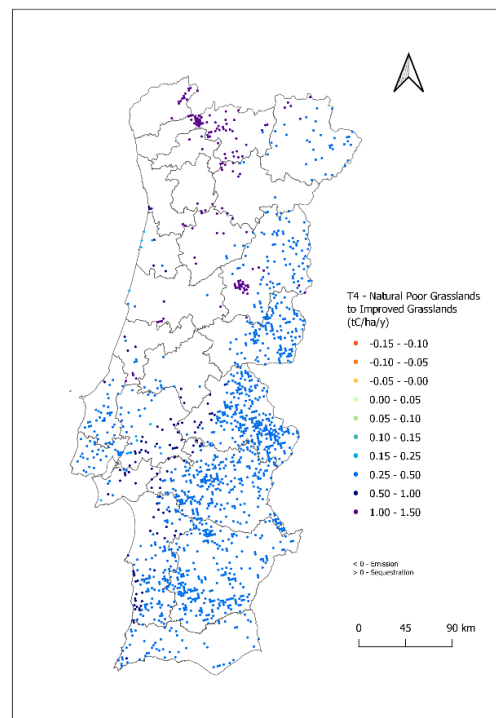 T4 - Natural Poor Grasslands
to Improved Grasslands
(tC/ha/y)
-0.15 - -0.10
-0.10 - -0.05
-0.05 - -0.00
0.00 - 0.05
0.05 - 0.10
0.10 - 0.15
0.15 - 0.25
0.25 - 0.50
0.50 - 1.00
1.00 - 1.50
< 0 - Emission
> 0 - Sequestration
0 45 90 km